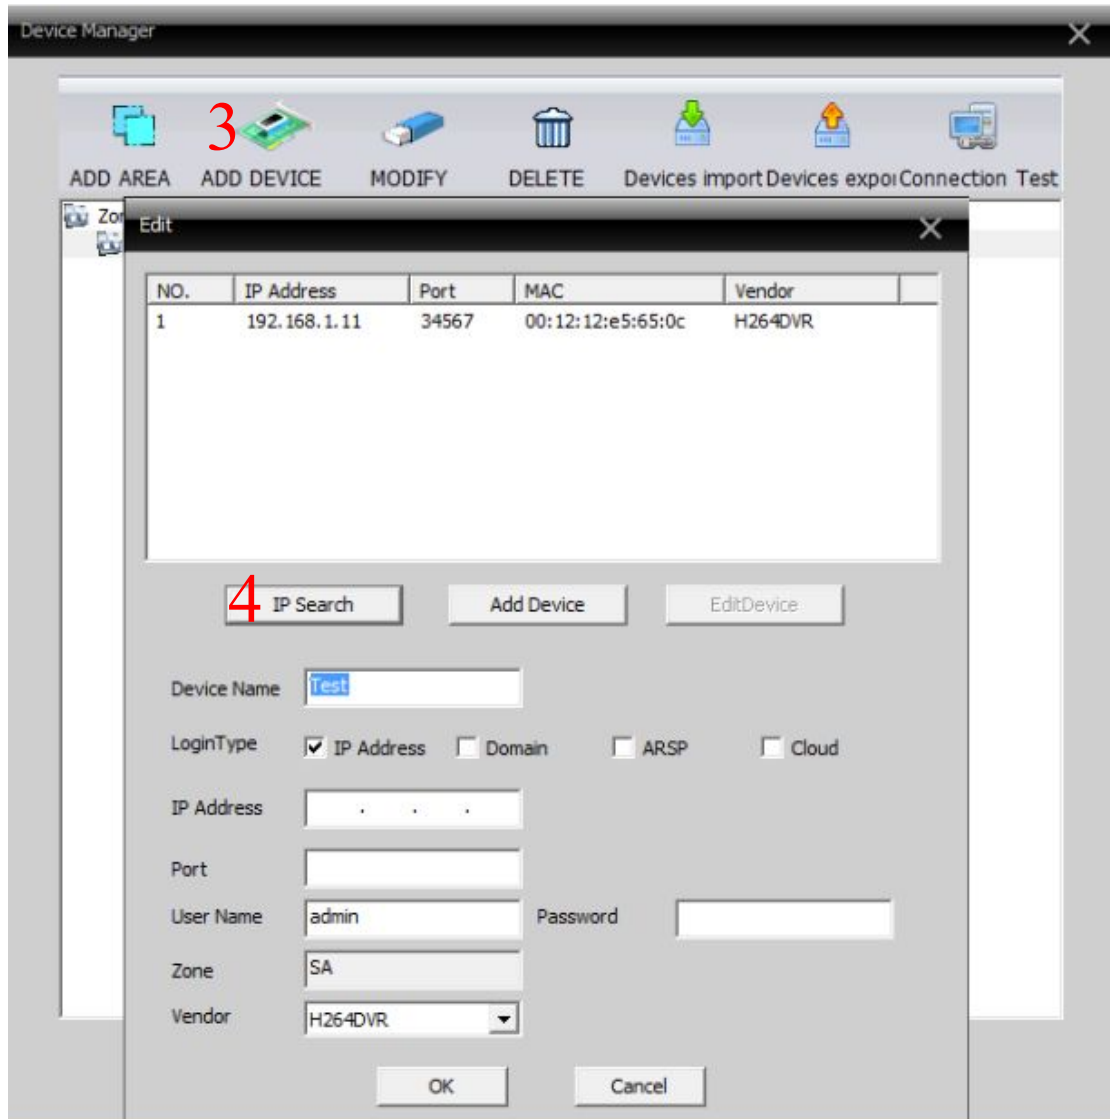 Device Manager
3
ADD AREA ADD DEVICE MODIFY DELETE Devices import Devices expor Connection Test
Zor
Edit
NO. IP Address Port MAC Vendor
1 192.168.1.11 34567 00:12:12:e5:65:0c H264DVR
4 IP Search Add Device EditDevice
Device Name Test
LoginType IP Address Domain ARSP Cloud
IP Address . . .
Port
User Name admin Password
Zone SA
Vendor H264DVR
OK Cancel